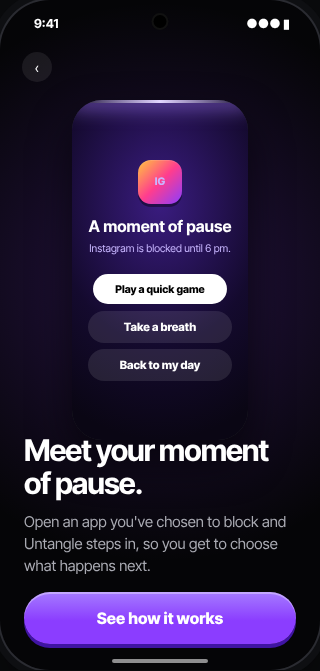 9:41
‹
IG
A moment of pause
Instagram is blocked until 6 pm.
Play a quick game
Take a breath
Back to my day
Meet your moment
of pause.
Open an app you've chosen to block and
Untangle steps in, so you get to choose
what happens next.
See how it works